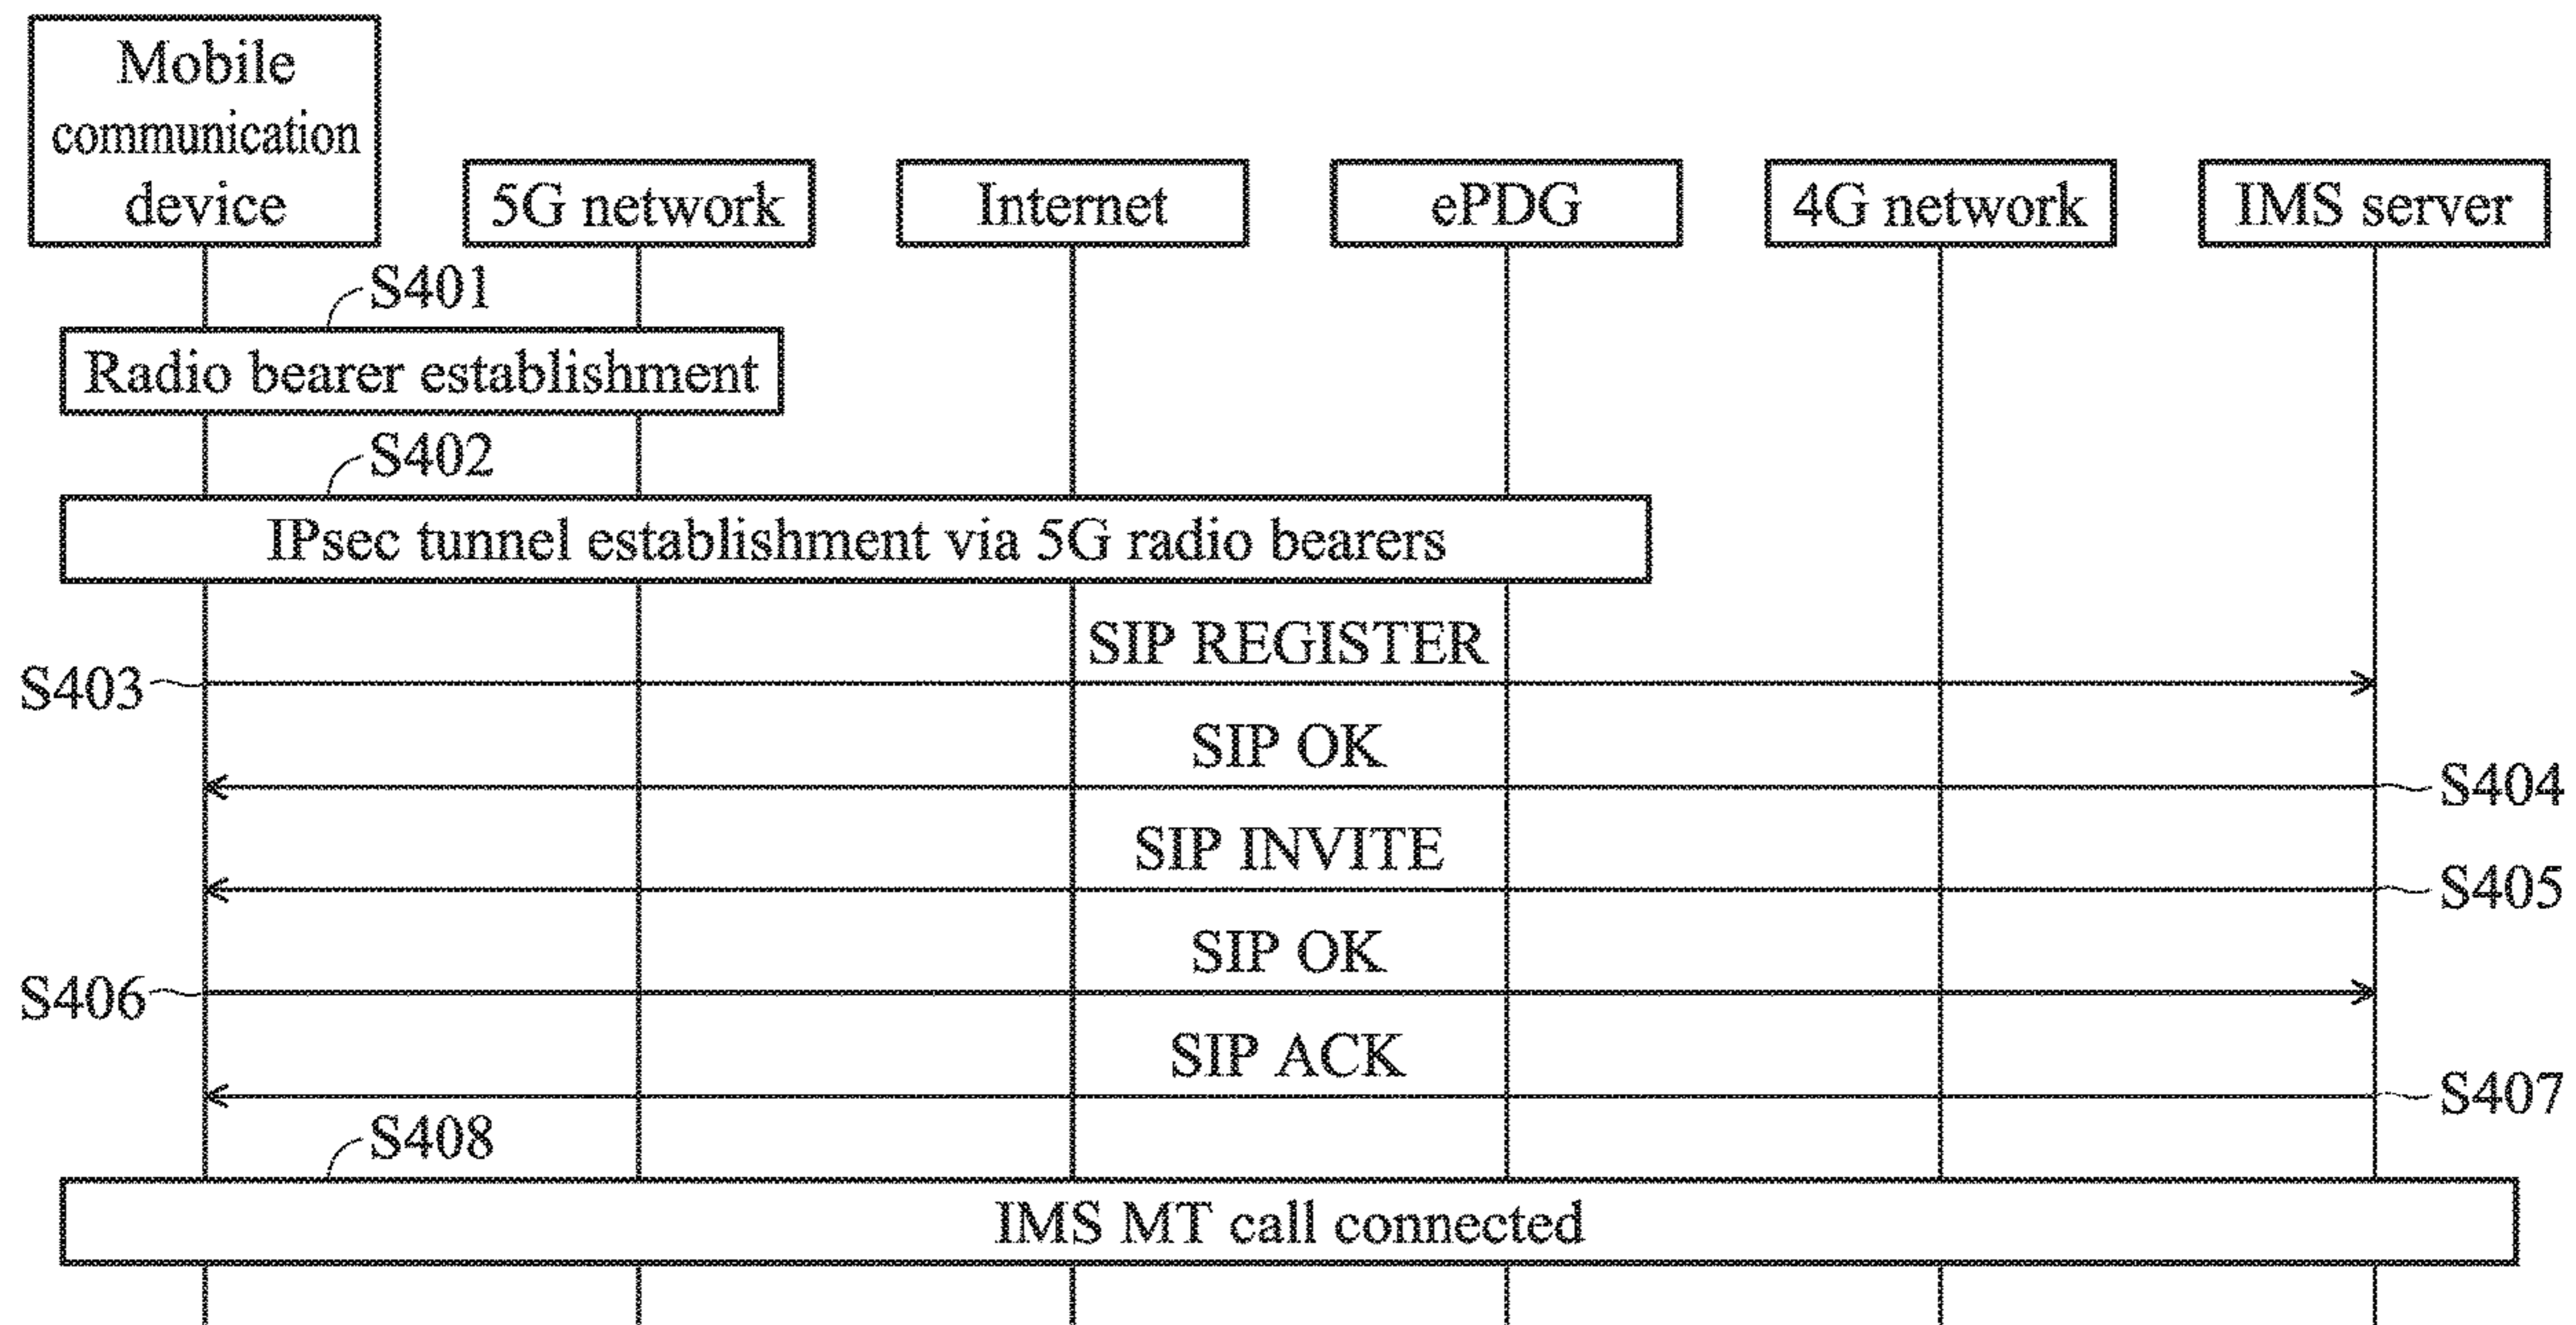 Mobile
communication
device
5G network
Internet
ePDG
4G network
IMS server
S401
Radio bearer establishment
S402
IPsec tunnel establishment via 5G radio bearers
SIP REGISTER
S403
SIP OK
S404
SIP INVITE
S405
SIP OK
S406
SIP ACK
S407
S408
IMS MT call connected